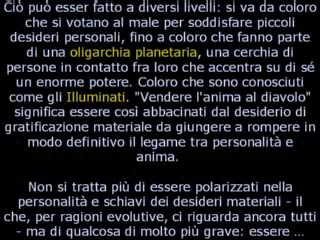 Ciò può esser fatto a diversi livelli: si va da coloro
che si votano al male per soddisfare piccoli
desideri personali, fino a coloro che fanno parte
di una oligarchia planetaria, una cerchia di
persone in contatto fra loro che accentra su di sé
un enorme potere. Coloro che sono conosciuti
come gli Illuminati. "Vendere l'anima al diavolo"
significa essere così abbacinati dal desiderio di
gratificazione materiale da giungere a rompere in
modo definitivo il legame tra personalità e
anima.
Non si tratta più di essere polarizzati nella
personalità e schiavi dei desideri materiali - il
che, per ragioni evolutive, ci riguarda ancora tutti
- ma di qualcosa di molto più grave: essere ...